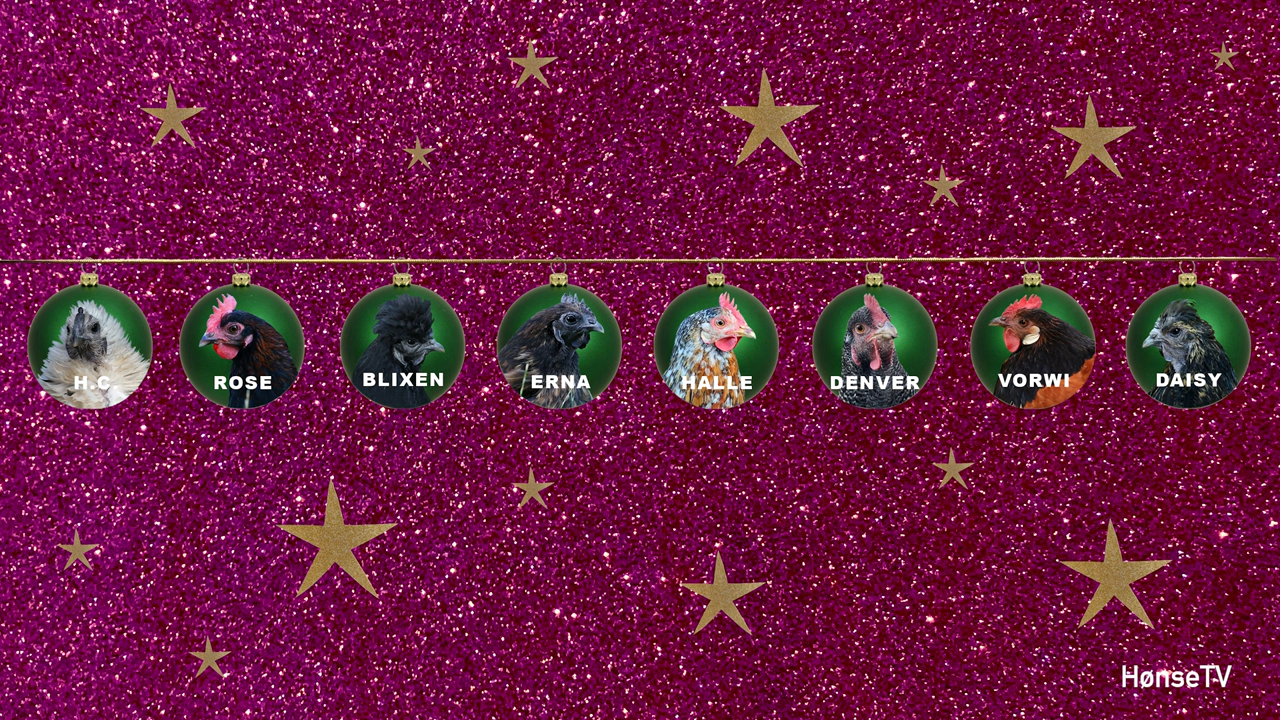 H.C.
ROSE
BLIXEN
ERNA
HALLE
DENVER
VORWI
DAISY
HønseTV